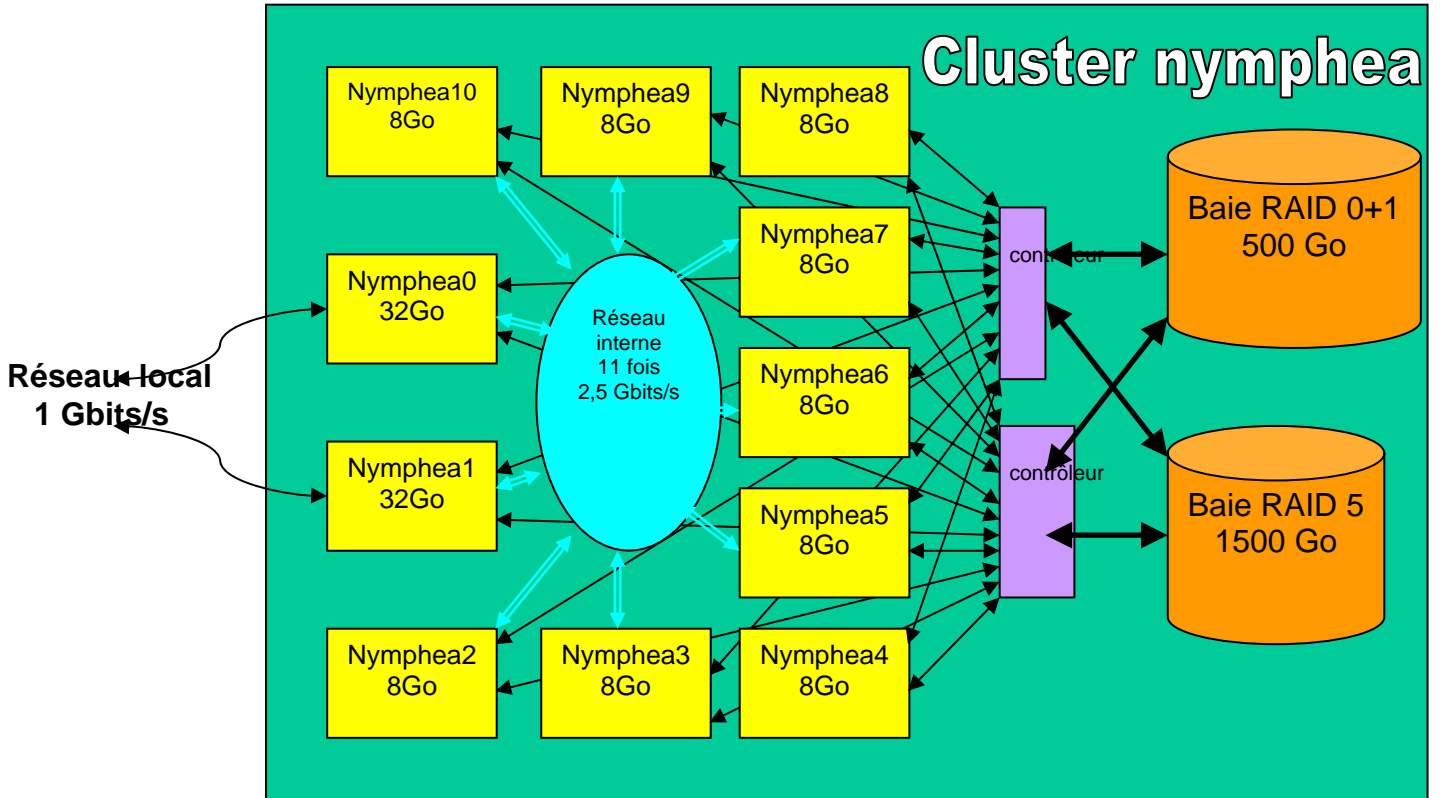 Cluster nymphea
Nymphea10
8Go
Nymphea9
8Go
Nymphea8
8Go
Nymphea7
8Go
Baie RAID 0+1
500 Go
contrôleur
Nymphea0
32Go
Réseau
interne
11 fois
2,5 Gbits/s
Nymphea6
8Go
Réseau local
1 Gbits/s
Nymphea1
32Go
contrôleur
Nymphea5
8Go
Baie RAID 5
1500 Go
Nymphea2
8Go
Nymphea3
8Go
Nymphea4
8Go